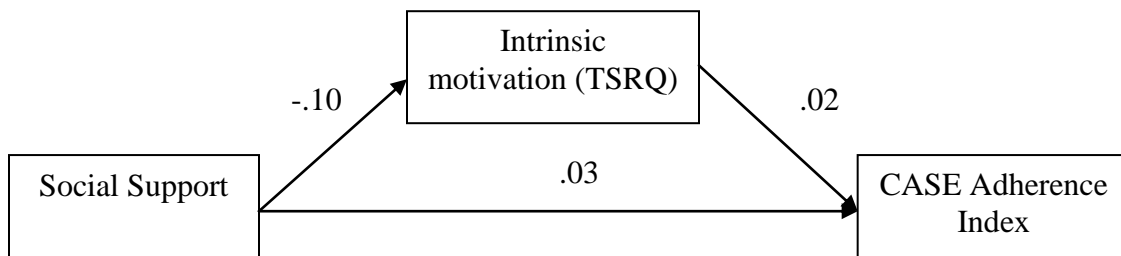 Intrinsic
motivation (TSRQ)
-.10
.02
.03
Social Support
CASE Adherence
Index